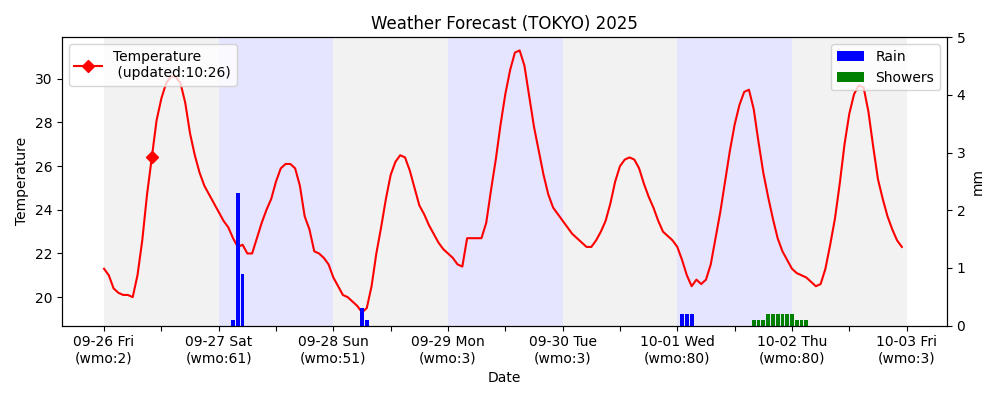 Weather Forecast (TOKYO) 2025
Temperature
(updated:10:26)
Rain
Showers
Temperature
30
28
26
24
22
20
5
4
3
2
1
0
mm
09-26 Fri
(wmo:2)
09-27 Sat
(wmo:61)
09-28 Sun
(wmo:51)
09-29 Mon
(wmo:3)
09-30 Tue
(wmo:3)
10-01 Wed
(wmo:80)
10-02 Thu
(wmo:80)
10-03 Fri
(wmo:3)
Date